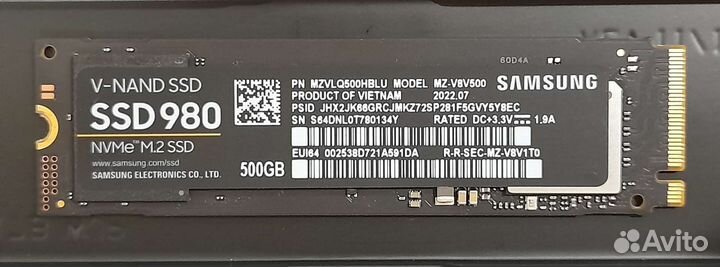 V-NAND SSD
SSD 980
NVMe™ M.2 SSD
www.samsung.com/ssd
SAMSUNG ELECTRONICS CO., LTD.
500GB
60D4A
PN MZVLQ500HBLU MODEL MZ-V8V500
PRODUCT OF VIETNAM 2022.07
PSID JHX2JK66GRCJMKZ72SP281F5GVY5Y8EC
SN S64DNL0T780134Y RATED DC+3.3V 1.9A
EUI64 002538D721A591DA R-R-SEC-MZ-V8V1T0
SAMSUNG
Avito